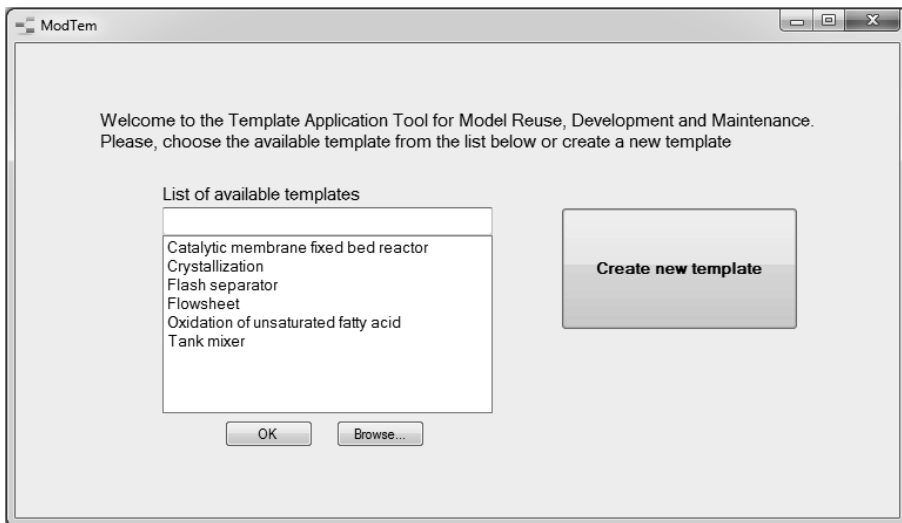 ModTem
Welcome to the Template Application Tool for Model Reuse, Development and Maintenance.
Please, choose the available template from the list below or create a new template
List of available templates
Catalytic membrane fixed bed reactor
Crystallization
Flash separator
Flowsheet
Oxidation of unsaturated fatty acid
Tank mixer
Create new template
OK
Browse...